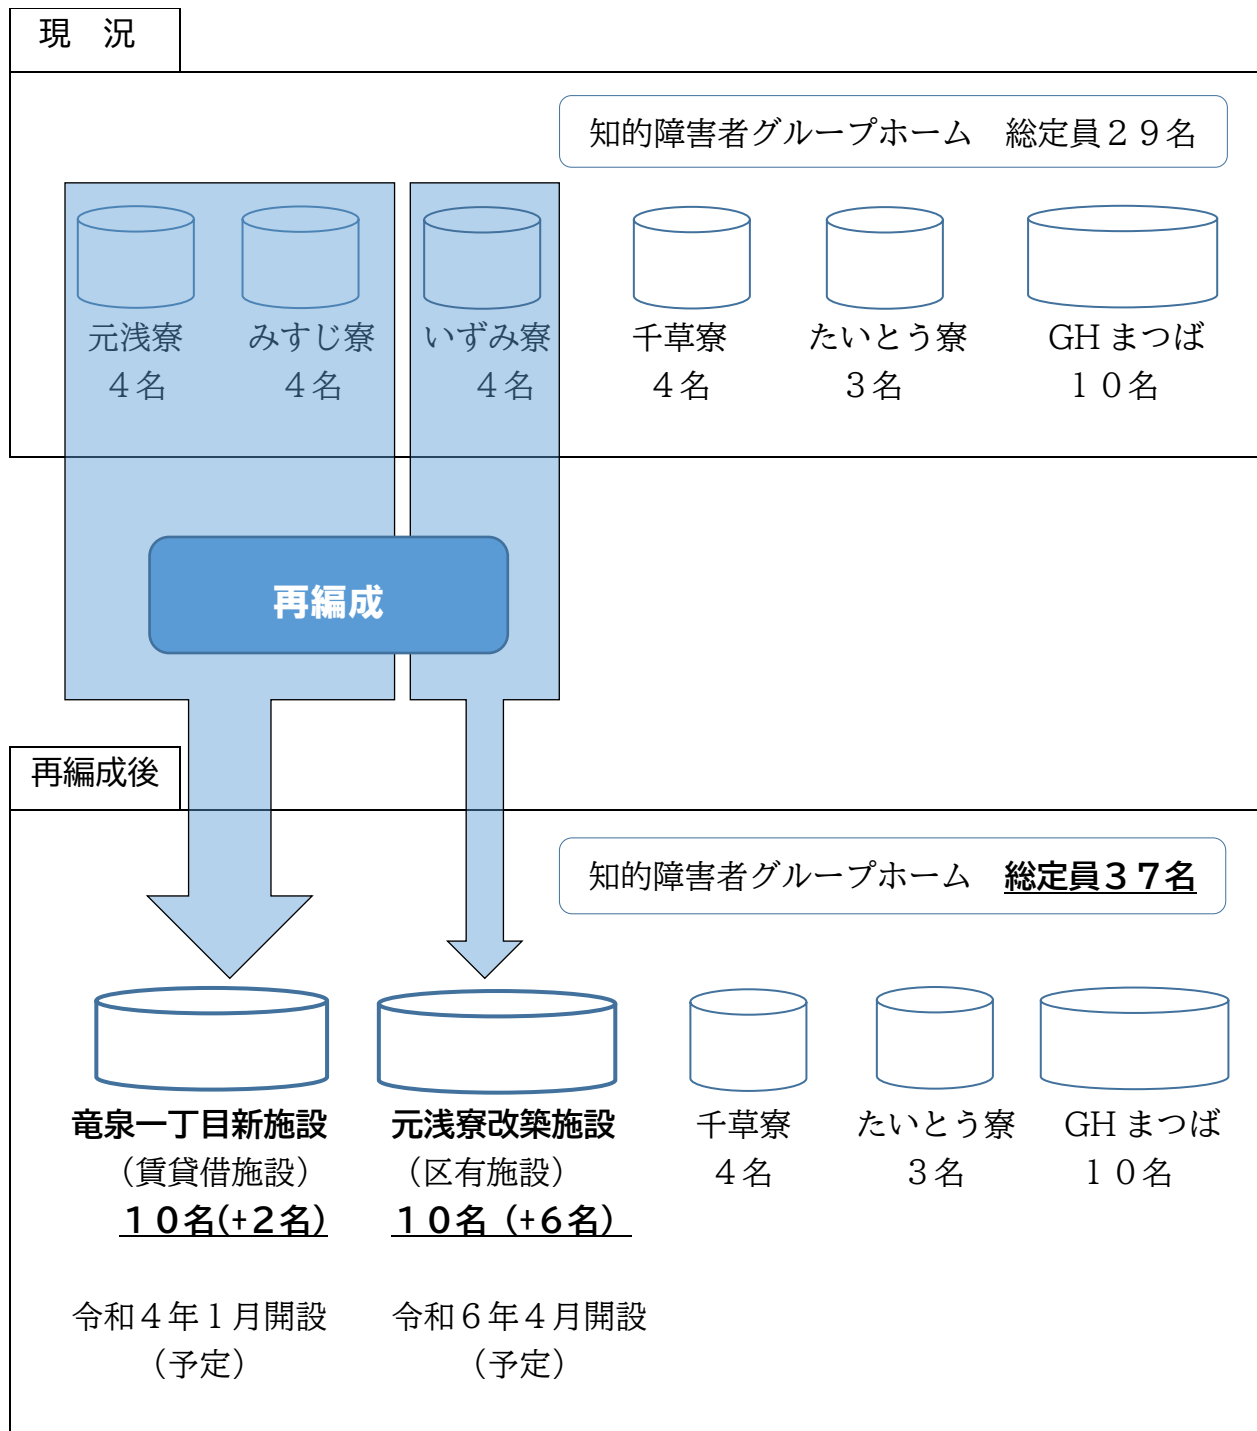 現　況
知的障害者グループホーム　総定員２９名
元浅寮　みすじ寮　いずみ寮　千草寮　たいとう寮　GH まつば
４名　４名　４名　４名　３名　１０名
再編成
再編成後
知的障害者グループホーム　総定員３７名
竜泉一丁目新施設　元浅寮改築施設　千草寮　たいとう寮　GH まつば
（賃貸借施設）　（区有施設）　４名　３名　１０名
１０名(+２名)　１０名（+６名）
令和４年１月開設　令和６年４月開設
（予定）　（予定）